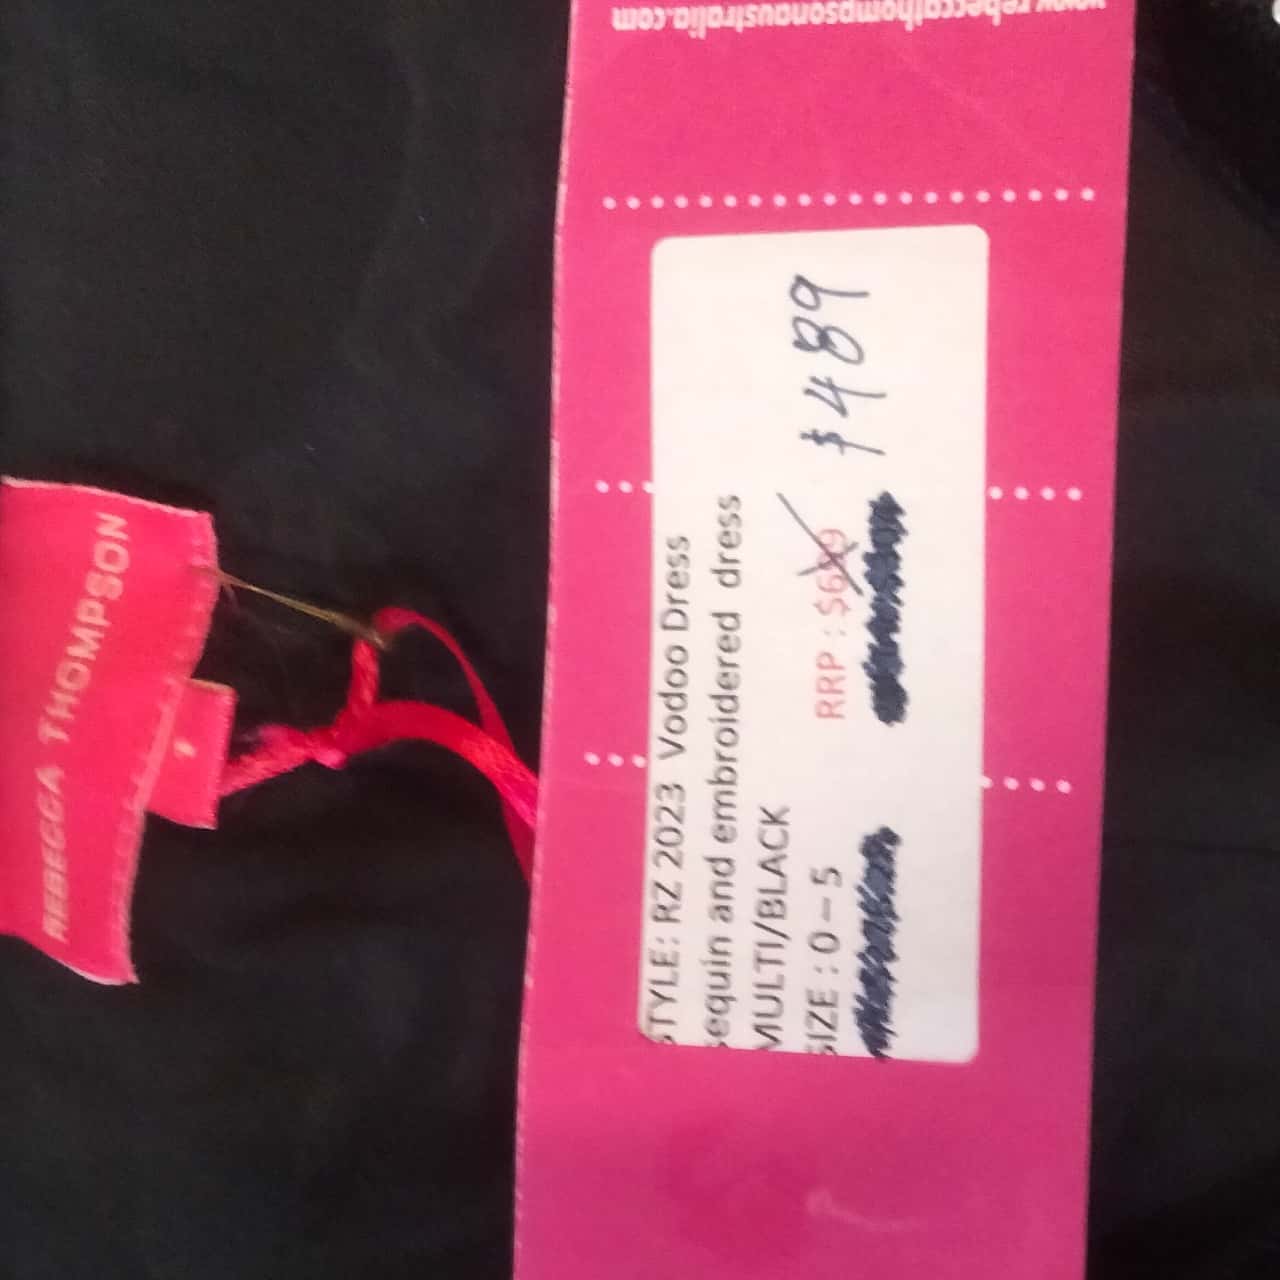 www.rebeccathompsonaustralia.com
STYLE: RZ 2023 Vodoo Dress
sequin and embroidered dress
MULTI/BLACK
SIZE : 0 – 5 RRP : $ $489
REBECCA THOMPSON
1